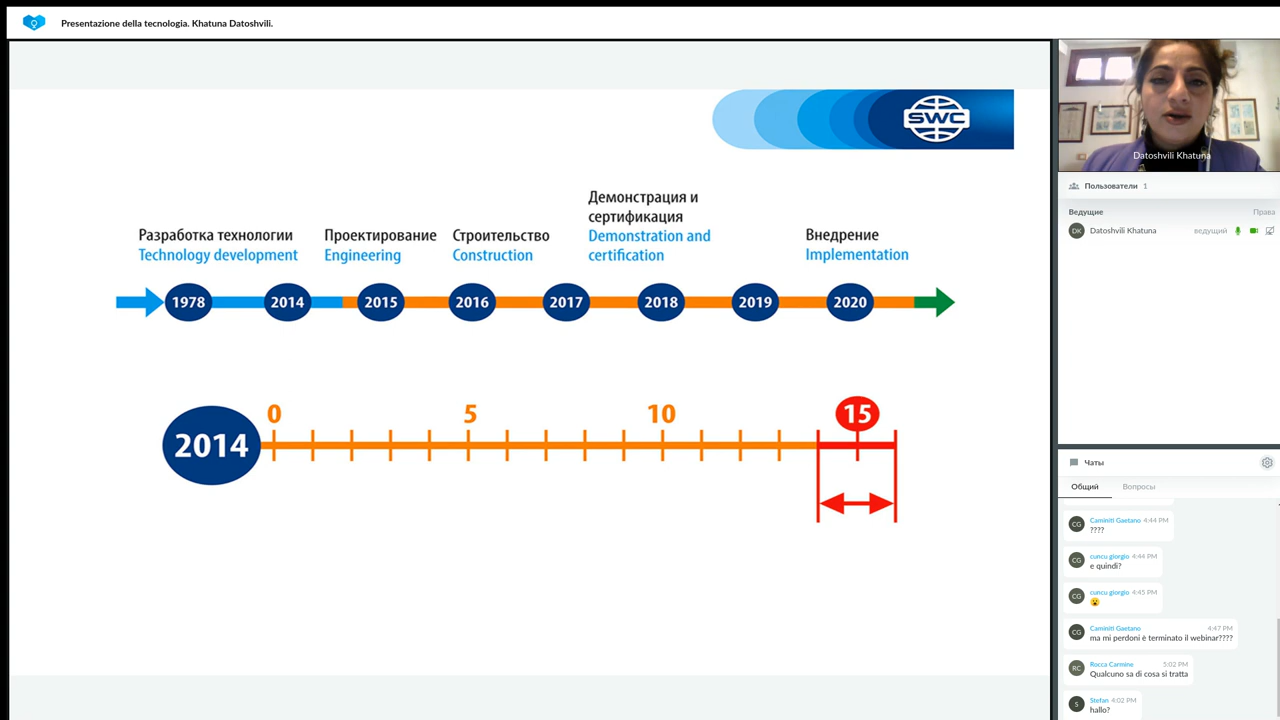 Presentazione della tecnologia. Khatuna Datoshvili.
SWC
Демонстрация и
сертификация
Demonstration and
certification
Разработка технологии
Technology development
Проектирование
Engineering
Строительство
Construction
Внедрение
Implementation
1978
2014
2015
2016
2017
2018
2019
2020
0
5
10
15
2014
Datoshvili Khatuna
Пользователи 1
Ведущие Права
DK Datoshvili Khatuna ведущий
Чаты
Общий Вопросы
CG Caminiti Gaetano 4:44 PM
????
CG cuncu giorgio 4:44 PM
e quindi?
CG cuncu giorgio 4:45 PM
😮
CG Caminiti Gaetano 4:47 PM
ma mi perdoni è terminato il webinar????
RC Rocca Carmine 5:02 PM
Qualcuno sa di cosa si tratta
S Stefan 4:02 PM
hallo?